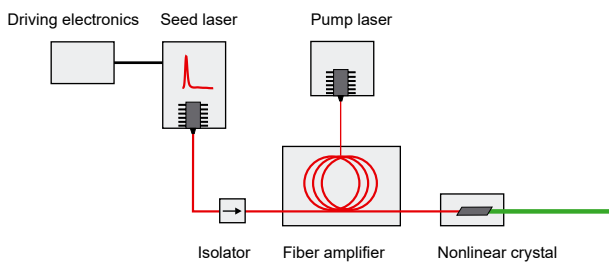 Driving electronics
Seed laser
Pump laser
Isolator
Fiber amplifier
Nonlinear crystal